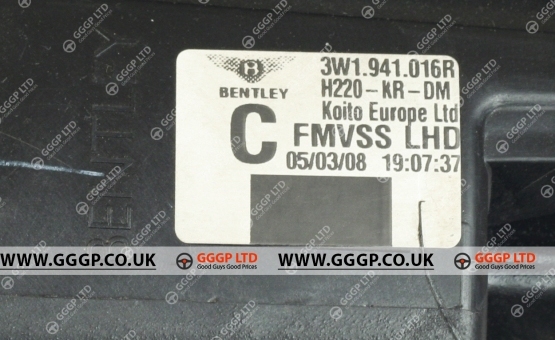 3W1.941.016R
BENTLEY
H220-KR-DM
Koito Europe Ltd
C
FMVSS LHD
05/03/08 19:07:37
BENTLEY
WWW.GGGP.CO.UK
GGGP LTD
Good Guys Good Prices
WWW.GGGP.CO.UK
GGGP LTD
Good Guys Good Prices